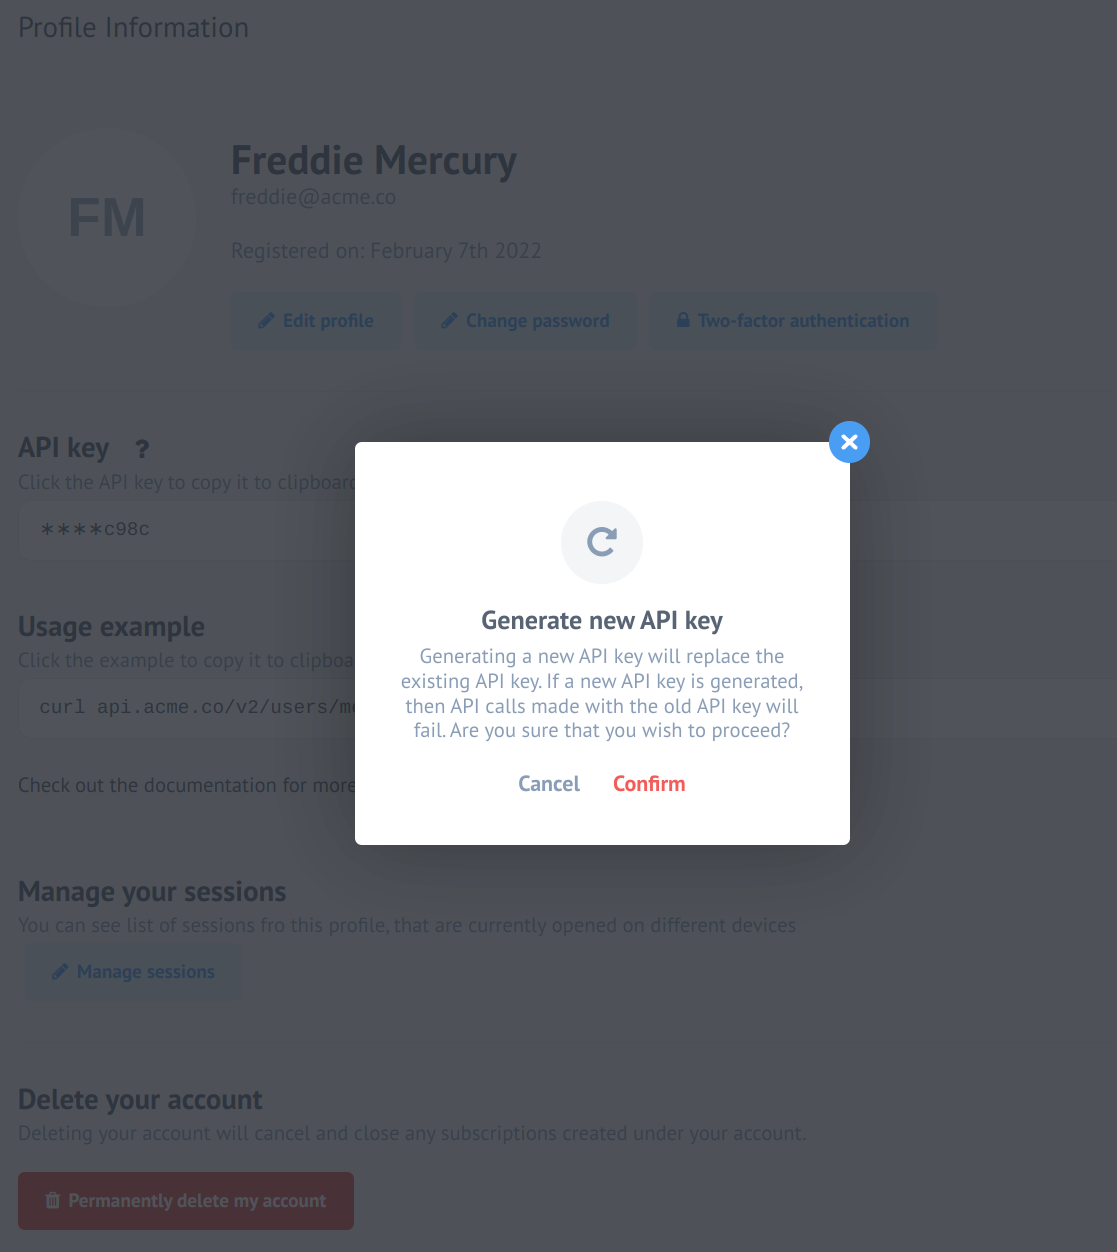 Profile Information
FM
Freddie Mercury
freddie@acme.co
Registered on: February 7th 2022
Edit profile
Change password
Two-factor authentication
API key ?
Click the API key to copy it to clipboard
∗∗∗∗c98c
Usage example
Click the example to copy it to clipboa
curl api.acme.co/v2/users/me
Check out the documentation for more
Generate new API key
Generating a new API key will replace the
existing API key. If a new API key is generated,
then API calls made with the old API key will
fail. Are you sure that you wish to proceed?
Cancel
Confirm
Manage your sessions
You can see list of sessions fro this profile, that are currently opened on different devices
Manage sessions
Delete your account
Deleting your account will cancel and close any subscriptions created under your account.
Permanently delete my account